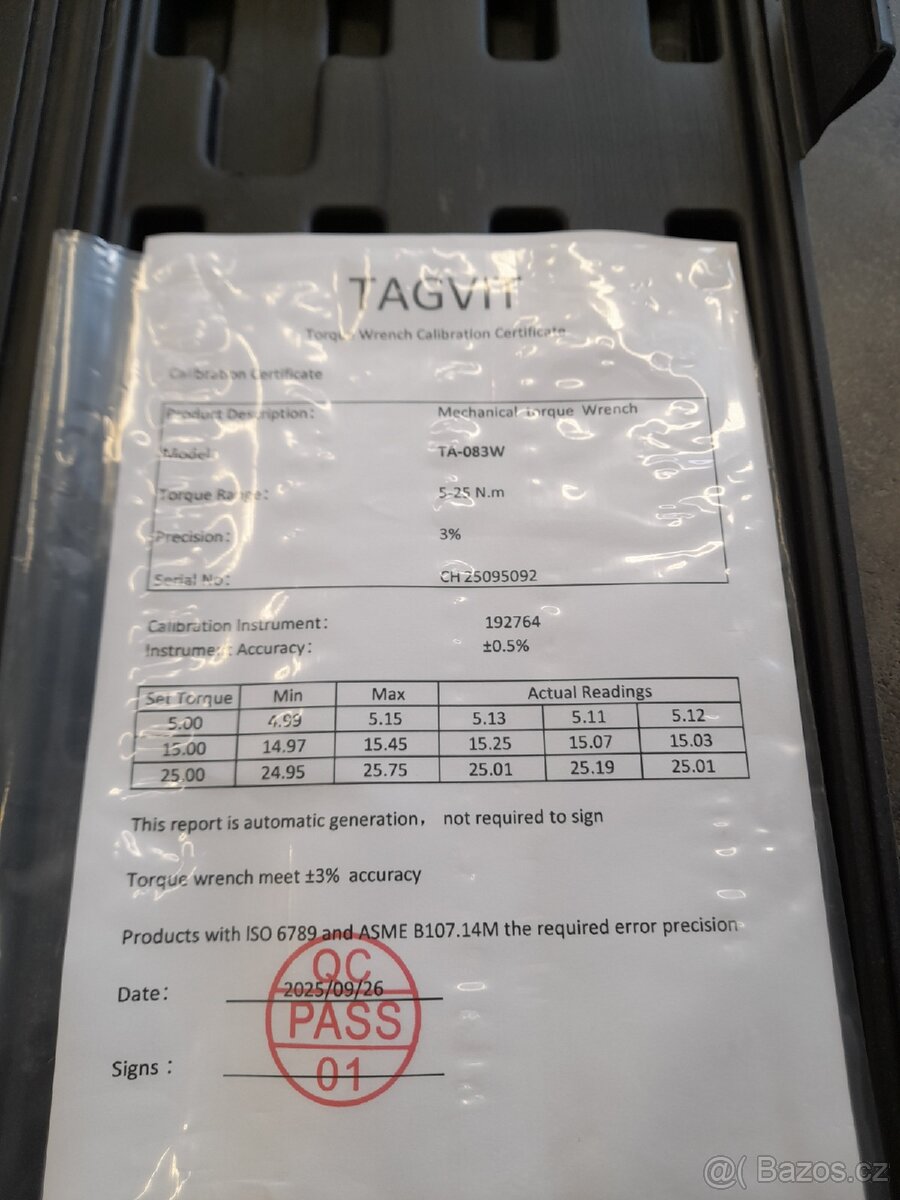 TAGVIT
Torque Wrench Calibration Certificate
Calibration Certificate
Product Description: Mechanical Torque Wrench
Model: TA-083W
Torque Range: 5-25 N.m
Precision: 3%
Serial No: CH 25095092
Calibration Instrument: 192764
Instrument Accuracy: ±0.5%
Set Torque Min Max Actual Readings
5.00 4.99 5.15 5.13 5.11 5.12
15.00 14.97 15.45 15.25 15.07 15.03
25.00 24.95 25.75 25.01 25.19 25.01
This report is automatic generation, not required to sign
Torque wrench meet ±3% accuracy
Products with ISO 6789 and ASME B107.14M the required error precision
QC
Date: 2025/09/26
PASS
Signs :
01
@( Bazos.cz